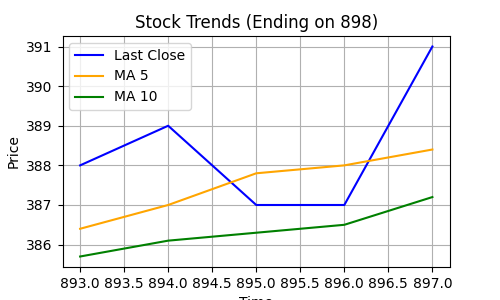 Stock Trends (Ending on 898)
391
390
389
388
387
386
Price
Last Close
MA 5
MA 10
893.0 893.5 894.0 894.5 895.0 895.5 896.0 896.5 897.0
Time